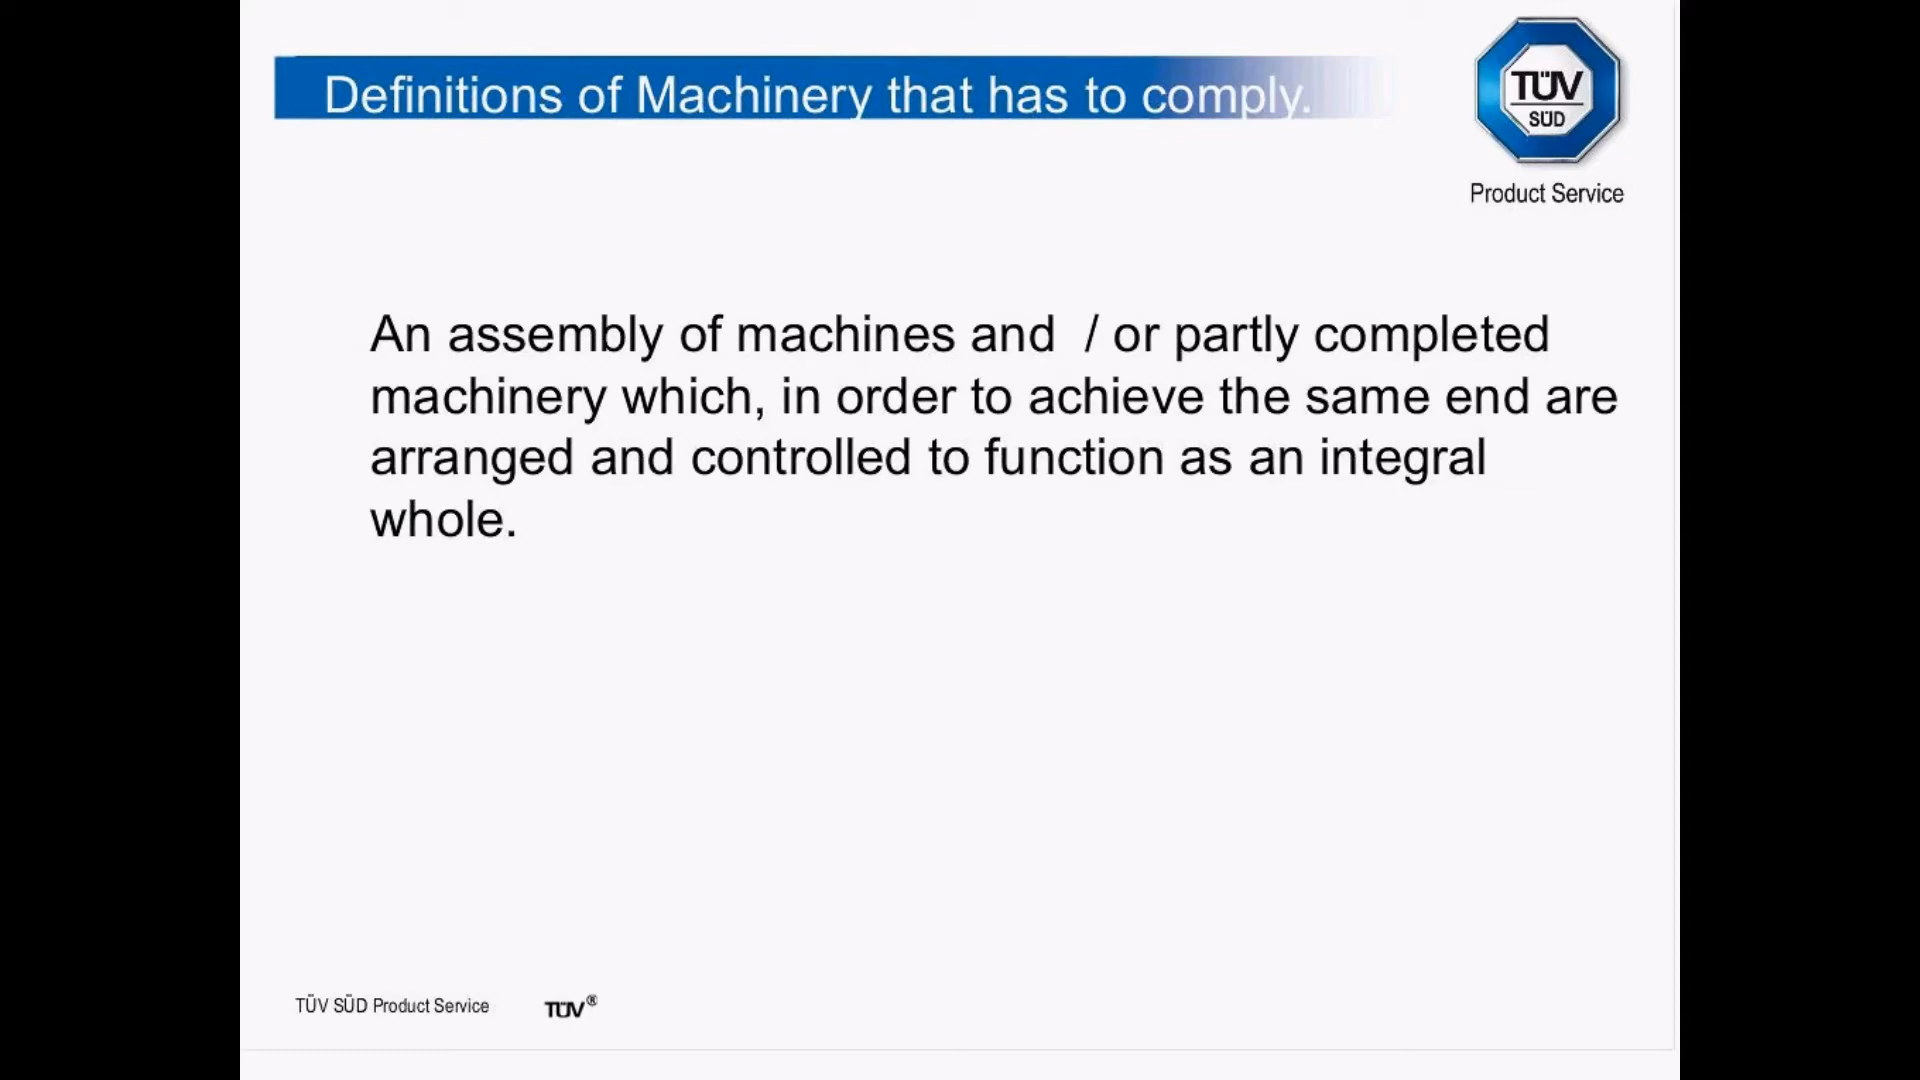 Definitions of Machinery that has to comply.
TÜV
SÜD
Product Service
An assembly of machines and / or partly completed
machinery which, in order to achieve the same end are
arranged and controlled to function as an integral
whole.
TÜV SÜD Product Service TÜV®